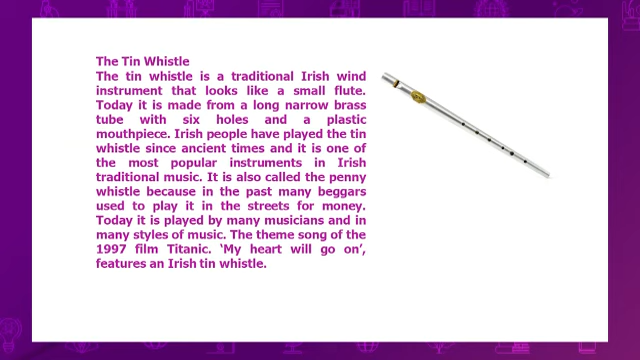 The Tin Whistle
The tin whistle is a traditional Irish wind
instrument that looks like a small flute.
Today it is made from a long narrow brass
tube with six holes and a plastic
mouthpiece. Irish people have played the tin
whistle since ancient times and it is one of
the most popular instruments in Irish
traditional music. It is also called the penny
whistle because in the past many beggars
used to play it in the streets for money.
Today it is played by many musicians and in
many styles of music. The theme song of the
1997 film Titanic. ‘My heart will go on’,
features an Irish tin whistle.